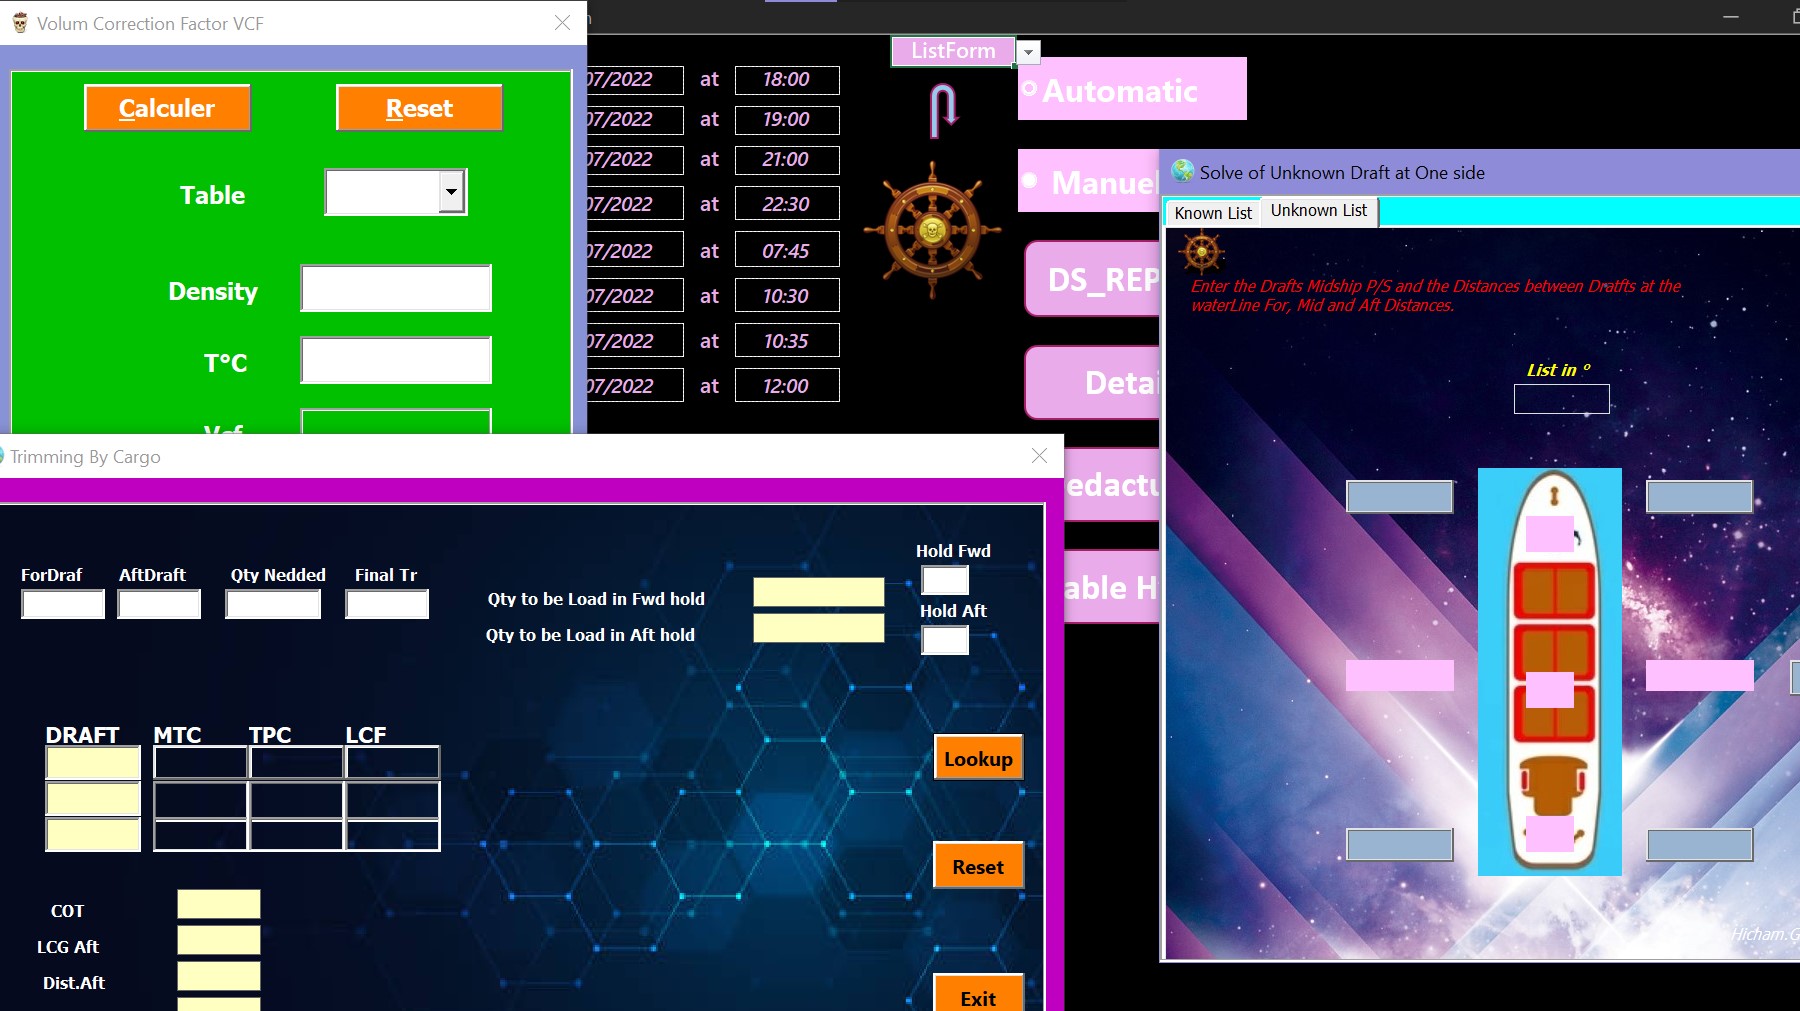 Volum Correction Factor VCF
Calculer
Reset
Table
Density
T°C
Vcf
ListForm
07/2022 at 18:00
07/2022 at 19:00
07/2022 at 21:00
07/2022 at 22:30
07/2022 at 07:45
07/2022 at 10:30
07/2022 at 10:35
07/2022 at 12:00
Automatic
Manuel
DS_REP
Detai
edactu
able H
Solve of Unknown Draft at One side
Known List
Unknown List
Enter the Drafts Midship P/S and the Distances between Dratfts at the
waterLine For, Mid and Aft Distances.
List in °
Hicham.G
Trimming By Cargo
ForDraf
AftDraft
Qty Nedded
Final Tr
Qty to be Load in Fwd hold
Qty to be Load in Aft hold
Hold Fwd
Hold Aft
DRAFT MTC TPC LCF
Lookup
Reset
Exit
COT
LCG Aft
Dist.Aft